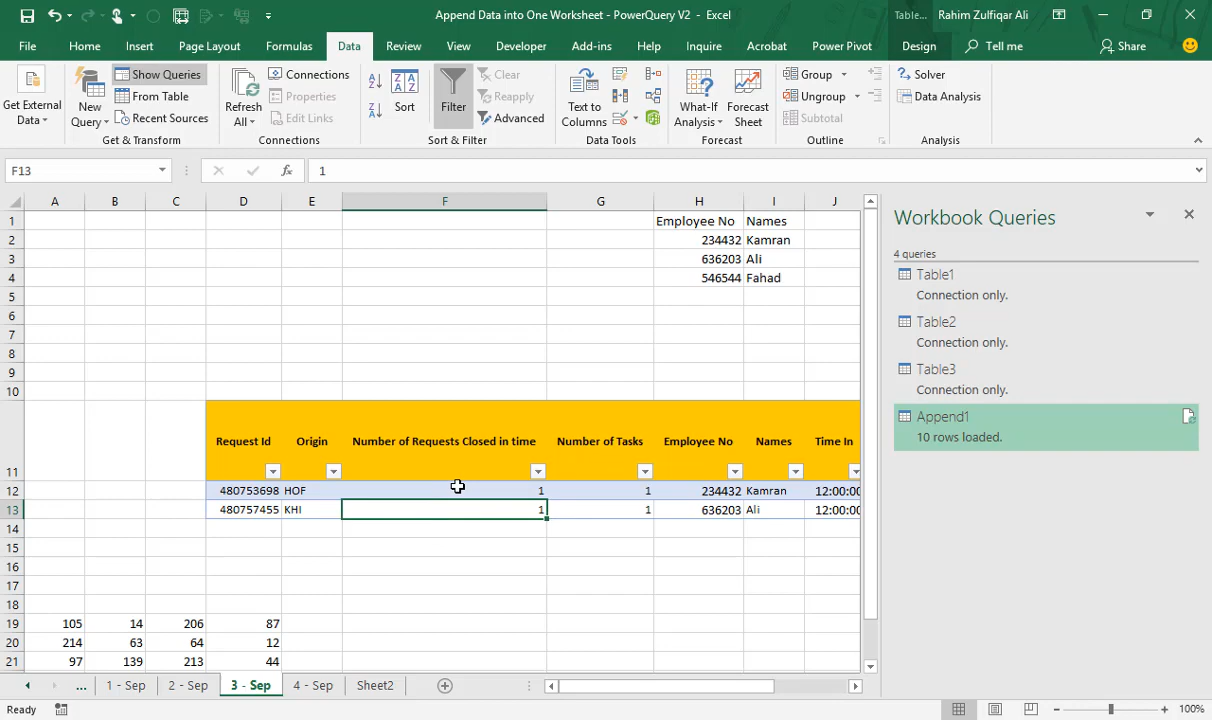 Append Data into One Worksheet - PowerQuery V2 - Excel
Table...
Rahim Zulfiqar Ali
File Home Insert Page Layout Formulas Data Review View Developer Add-ins Help Inquire Acrobat Power Pivot Design Tell me Share
Get External Data
New Query
Show Queries
From Table
Recent Sources
Get & Transform
Refresh All
Connections
Properties
Edit Links
Connections
Sort
Filter
Clear
Reapply
Advanced
Sort & Filter
Text to Columns
Data Tools
What-If Analysis
Forecast Sheet
Forecast
Group
Ungroup
Subtotal
Outline
Solver
Data Analysis
Analysis
F13 fx 1
A B C D E F G H I J
1 Employee No Names
2 234432 Kamran
3 636203 Ali
4 546544 Fahad
5
6
7
8
9
10
11 Request Id Origin Number of Requests Closed in time Number of Tasks Employee No Names Time In
12 480753698 HOF 1 1 234432 Kamran 12:00:00
13 480757455 KHI 1 1 636203 Ali 12:00:00
14
15
16
17
18
19 105 14 206 87
20 214 63 64 12
21 97 139 213 44
Workbook Queries
4 queries
Table1
Connection only.
Table2
Connection only.
Table3
Connection only.
Append1
10 rows loaded.
... 1 - Sep 2 - Sep 3 - Sep 4 - Sep Sheet2
Ready
100%